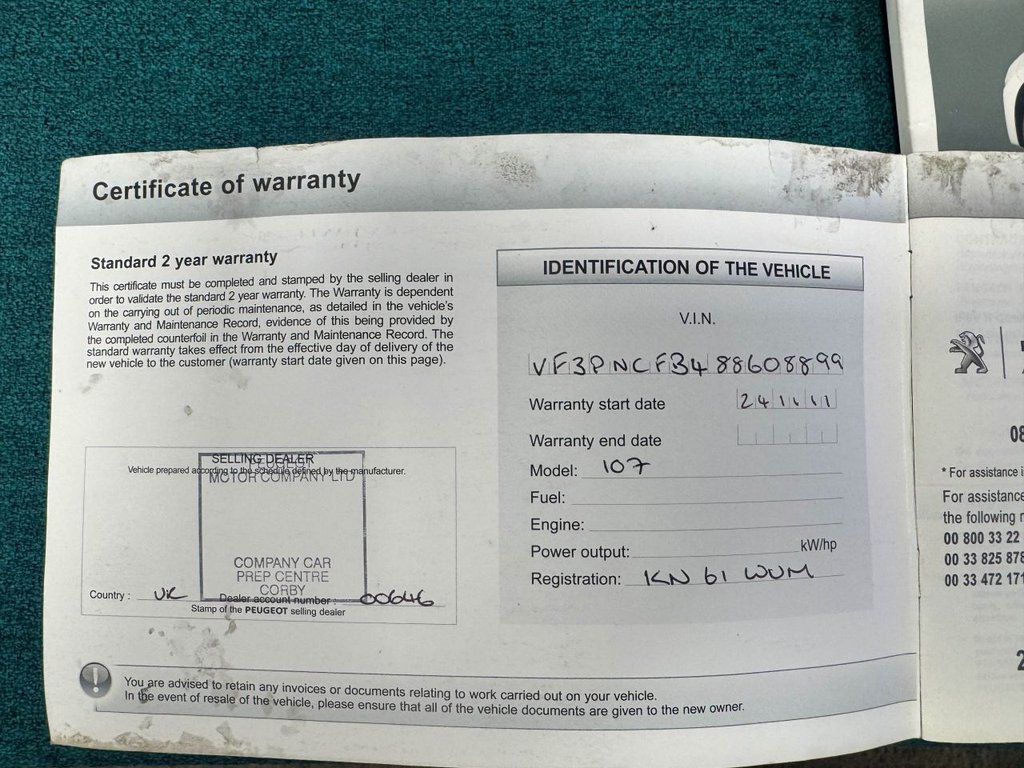 Certificate of warranty
Standard 2 year warranty
This certificate must be completed and stamped by the selling dealer in
order to validate the standard 2 year warranty. The Warranty is dependent
on the carrying out of periodic maintenance, as detailed in the vehicle's
Warranty and Maintenance Record, evidence of this being provided by
the completed counterfoil in the Warranty and Maintenance Record. The
standard warranty takes effect from the effective day of delivery of the
new vehicle to the customer (warranty start date given on this page).
SELLING DEALER
Vehicle prepared according to the schedule defined by the manufacturer.
MOTOR COMPANY LTD
COMPANY CAR
PREP CENTRE
CORBY
Country : UK Dealer account number : 00646
Stamp of the PEUGEOT selling dealer
IDENTIFICATION OF THE VEHICLE
V.I.N.
VF3PNCFB488608899
Warranty start date 241111
Warranty end date
Model: 107
Fuel:
Engine:
Power output: kW/hp
Registration: KN 61 WUM
You are advised to retain any invoices or documents relating to work carried out on your vehicle.
In the event of resale of the vehicle, please ensure that all of the vehicle documents are given to the new owner.
08
* For assistance i
For assistance
the following
00 800 33 22
00 33 825 878
00 33 472 171
2